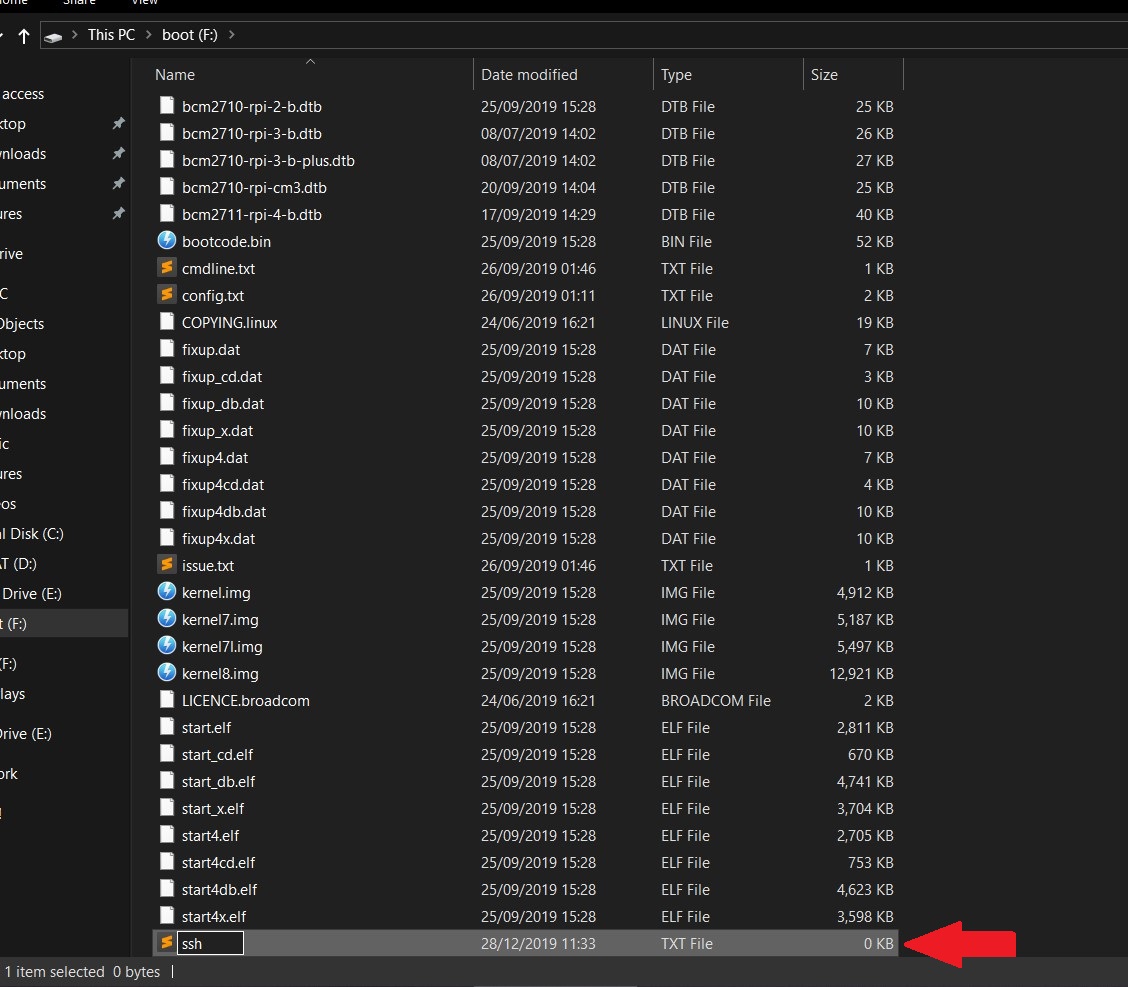 Share View
This PC boot (F:)
Name Date modified Type Size
access
bcm2710-rpi-2-b.dtb 25/09/2019 15:28 DTB File 25 KB
bcm2710-rpi-3-b.dtb 08/07/2019 14:02 DTB File 26 KB
bcm2710-rpi-3-b-plus.dtb 08/07/2019 14:02 DTB File 27 KB
bcm2710-rpi-cm3.dtb 20/09/2019 14:04 DTB File 25 KB
bcm2711-rpi-4-b.dtb 17/09/2019 14:29 DTB File 40 KB
bootcode.bin 25/09/2019 15:28 BIN File 52 KB
cmdline.txt 26/09/2019 01:46 TXT File 1 KB
config.txt 26/09/2019 01:11 TXT File 2 KB
COPYING.linux 24/06/2019 16:21 LINUX File 19 KB
fixup.dat 25/09/2019 15:28 DAT File 7 KB
fixup_cd.dat 25/09/2019 15:28 DAT File 3 KB
fixup_db.dat 25/09/2019 15:28 DAT File 10 KB
fixup_x.dat 25/09/2019 15:28 DAT File 10 KB
fixup4.dat 25/09/2019 15:28 DAT File 7 KB
fixup4cd.dat 25/09/2019 15:28 DAT File 4 KB
fixup4db.dat 25/09/2019 15:28 DAT File 10 KB
fixup4x.dat 25/09/2019 15:28 DAT File 10 KB
issue.txt 26/09/2019 01:46 TXT File 1 KB
kernel.img 25/09/2019 15:28 IMG File 4,912 KB
kernel7.img 25/09/2019 15:28 IMG File 5,187 KB
kernel7l.img 25/09/2019 15:28 IMG File 5,497 KB
kernel8.img 25/09/2019 15:28 IMG File 12,921 KB
LICENCE.broadcom 24/06/2019 16:21 BROADCOM File 2 KB
start.elf 25/09/2019 15:28 ELF File 2,811 KB
start_cd.elf 25/09/2019 15:28 ELF File 670 KB
start_db.elf 25/09/2019 15:28 ELF File 4,741 KB
start_x.elf 25/09/2019 15:28 ELF File 3,704 KB
start4.elf 25/09/2019 15:28 ELF File 2,705 KB
start4cd.elf 25/09/2019 15:28 ELF File 753 KB
start4db.elf 25/09/2019 15:28 ELF File 4,623 KB
start4x.elf 25/09/2019 15:28 ELF File 3,598 KB
ssh 28/12/2019 11:33 TXT File 0 KB
ktop
wnloads
uments
ures
rive
C
Objects
ktop
uments
wnloads
ic
ures
os
l Disk (C:)
AT (D:)
Drive (E:)
t (F:)
(F:)
lays
Drive (E:)
ork
1 item selected 0 bytes